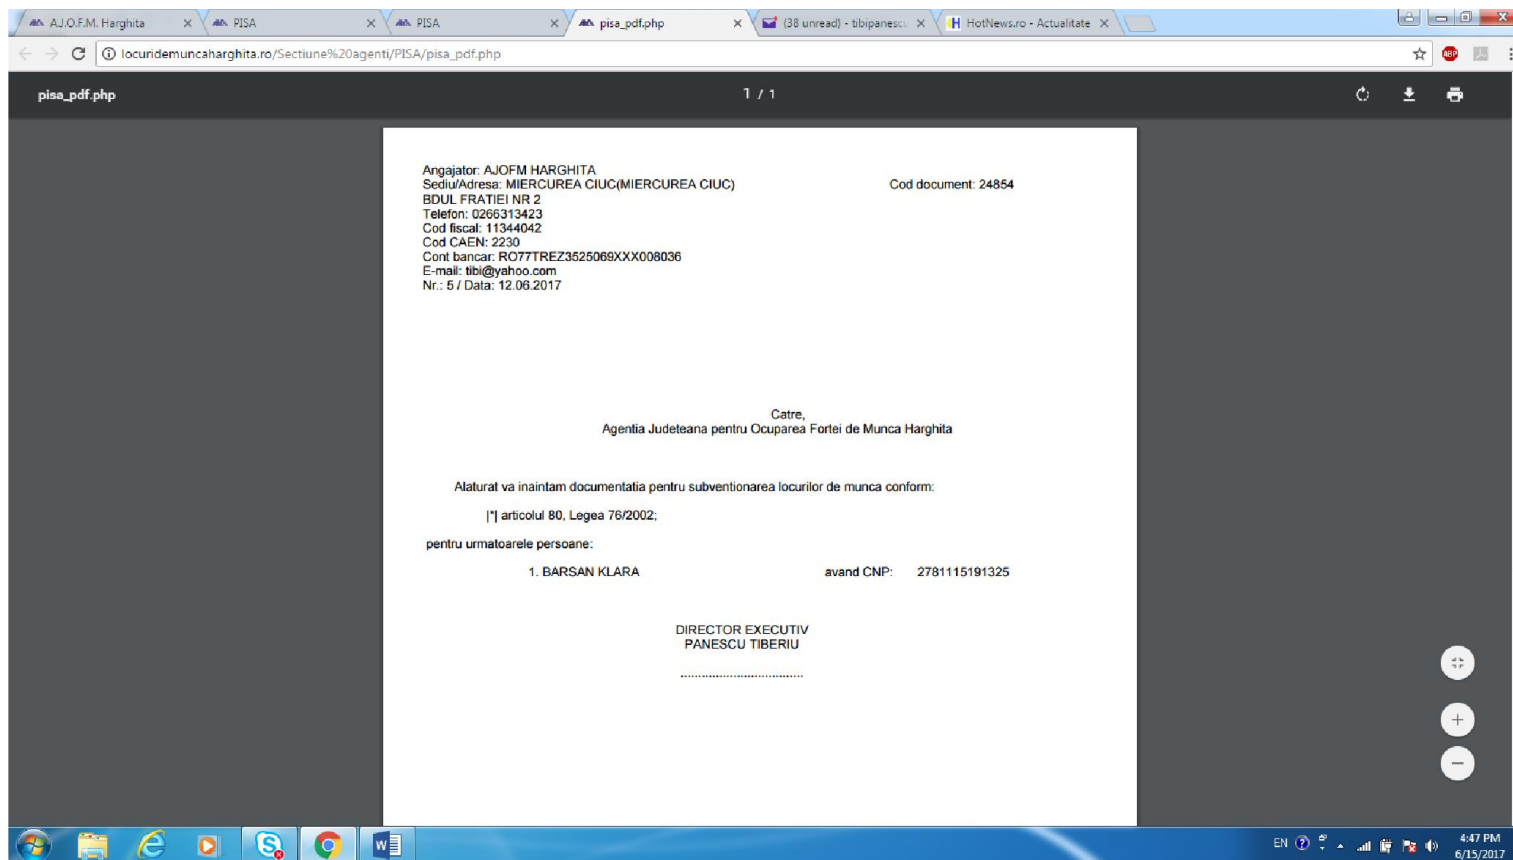 A.J.O.F.M. Harghita
PISA
PISA
pisa_pdf.php
(38 unread) - tibipanescu
HotNews.ro - Actualitate
locuridemuncaharghita.ro/Sectiune%20agenti/PISA/pisa_pdf.php
ABP
pisa_pdf.php
1 / 1
Angajator: AJOFM HARGHITA
Sediu/Adresa: MIERCUREA CIUC(MIERCUREA CIUC)
Cod document: 24854
BDUL FRATIEI NR 2
Telefon: 0266313423
Cod fiscal: 11344042
Cod CAEN: 2230
Cont bancar: RO77TREZ3525069XXX008036
E-mail: tibi@yahoo.com
Nr.: 5 / Data: 12.06.2017
Catre,
Agentia Judeteana pentru Ocuparea Fortei de Munca Harghita
Alaturat va inaintam documentatia pentru subventionarea locurilor de munca conform:
|*| articolul 80, Legea 76/2002;
pentru urmatoarele persoane:
1. BARSAN KLARA avand CNP: 2781115191325
DIRECTOR EXECUTIV
PANESCU TIBERIU
..................................
EN
4:47 PM
6/15/2017